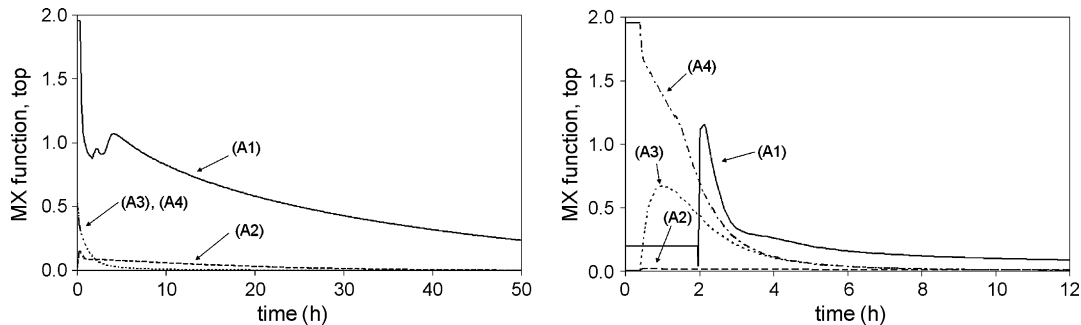 MX function, top
2.0
1.5
1.0
0.5
0.0
(A1)
(A3), (A4)
(A2)
0 10 20 30 40 50
time (h)
MX function, top
2.0
1.5
1.0
0.5
0.0
(A4)
(A3)
(A1)
(A2)
0 2 4 6 8 10 12
time (h)